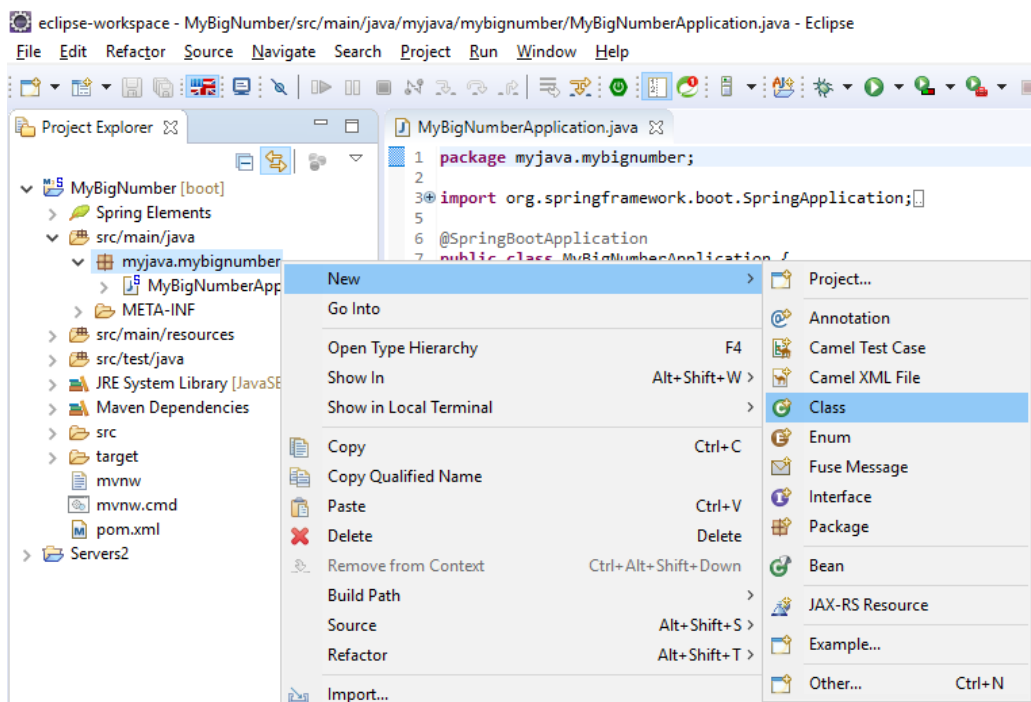 eclipse-workspace - MyBigNumber/src/main/java/myjava/mybignumber/MyBigNumberApplication.java - Eclipse
File Edit Refactor Source Navigate Search Project Run Window Help
Project Explorer
MyBigNumber [boot]
Spring Elements
src/main/java
myjava.mybignumber
MyBigNumberApp
META-INF
src/main/resources
src/test/java
JRE System Library [JavaSE
Maven Dependencies
src
target
mvnw
mvnw.cmd
pom.xml
Servers2
MyBigNumberApplication.java
1 package myjava.mybignumber;
2
3 import org.springframework.boot.SpringApplication;
5
6 @SpringBootApplication
7 public class MyBigNumberApplication {
New
Go Into
Open Type Hierarchy F4
Show In Alt+Shift+W
Show in Local Terminal
Copy Ctrl+C
Copy Qualified Name
Paste Ctrl+V
Delete Delete
Remove from Context Ctrl+Alt+Shift+Down
Build Path
Source Alt+Shift+S
Refactor Alt+Shift+T
Import...
Project...
Annotation
Camel Test Case
Camel XML File
Class
Enum
Fuse Message
Interface
Package
Bean
JAX-RS Resource
Example...
Other... Ctrl+N